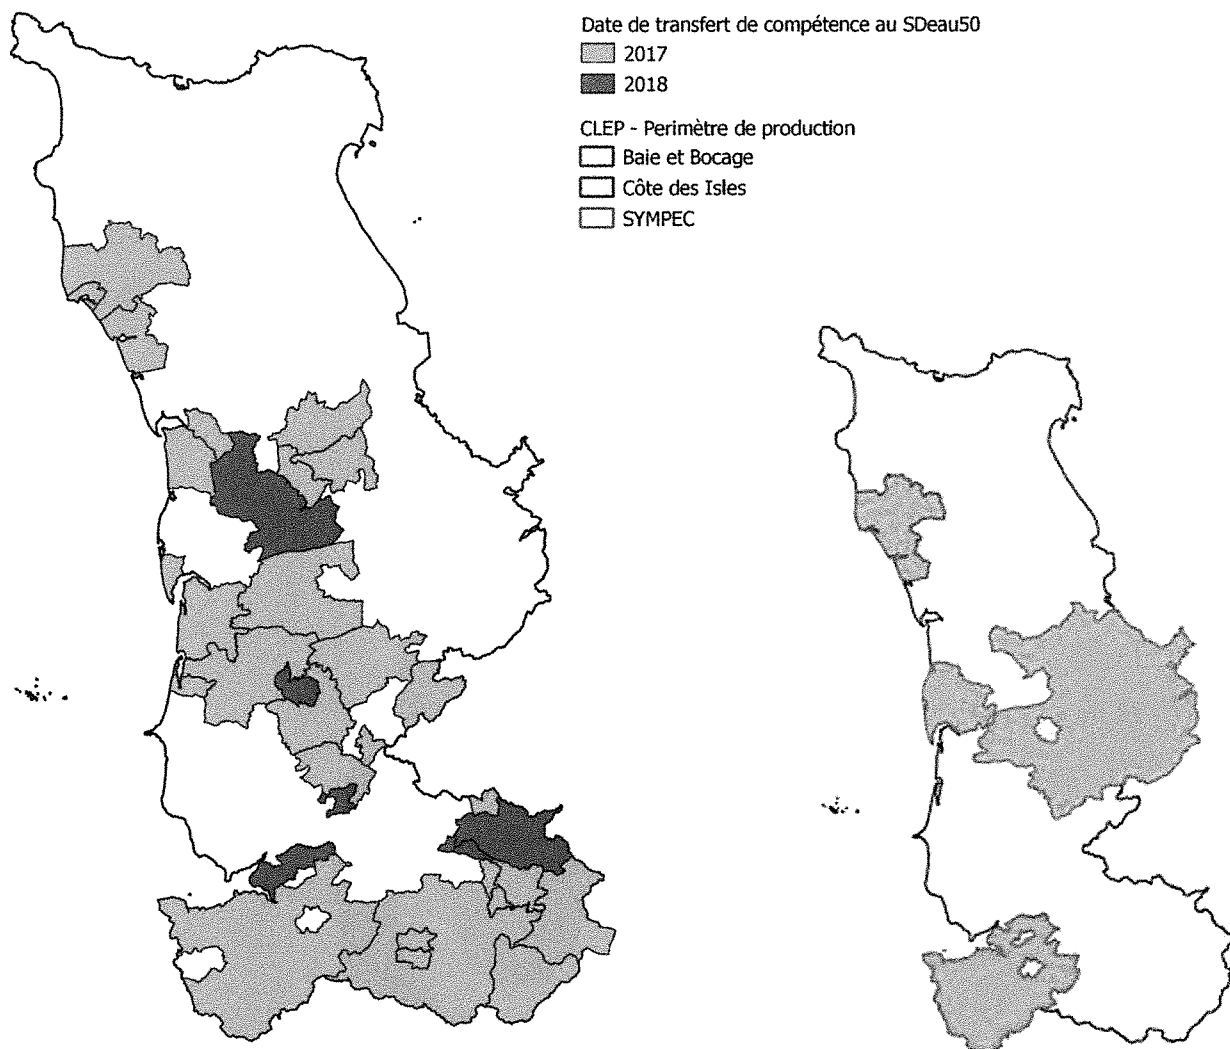 Date de transfert de compétence au SDeau50
2017
2018
CLEP - Perimètre de production
Baie et Bocage
Côte des Isles
SYMPEC